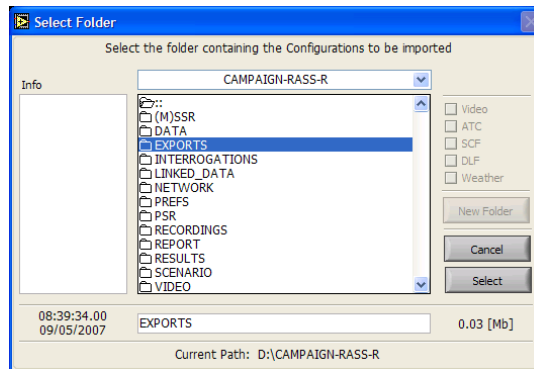 Select Folder
Select the folder containing the Configurations to be imported
Info
CAMPAIGN-RASS-R
::
(M)SSR
DATA
EXPORTS
INTERROGATIONS
LINKED_DATA
NETWORK
PREFS
PSR
RECORDINGS
REPORT
RESULTS
SCENARIO
VIDEO
Video
ATC
SCF
DLF
Weather
New Folder
Cancel
Select
08:39:34.00
09/05/2007
EXPORTS
0.03 [Mb]
Current Path: D:\CAMPAIGN-RASS-R